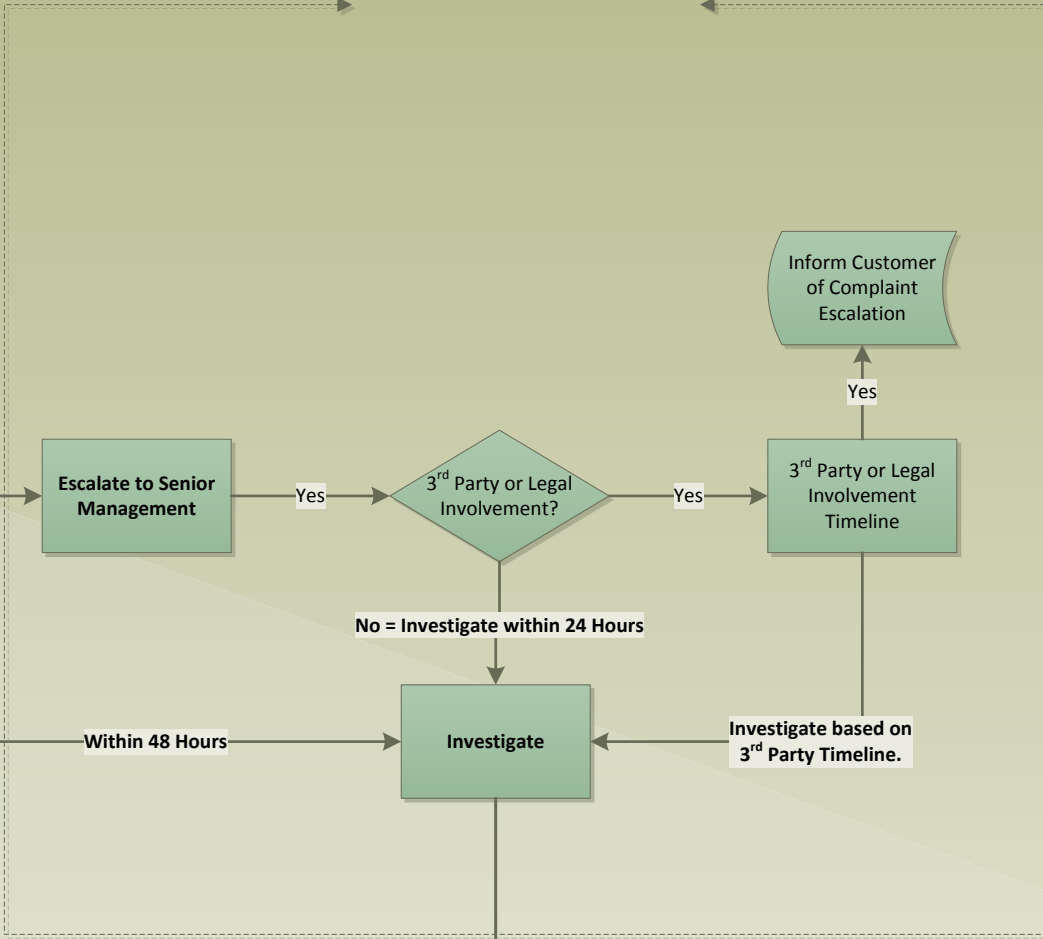 Inform Customer
of Complaint
Escalation
Yes
Escalate to Senior
Management
Yes
3rd Party or Legal
Involvement?
Yes
3rd Party or Legal
Involvement
Timeline
No = Investigate within 24 Hours
Within 48 Hours
Investigate
Investigate based on
3rd Party Timeline.